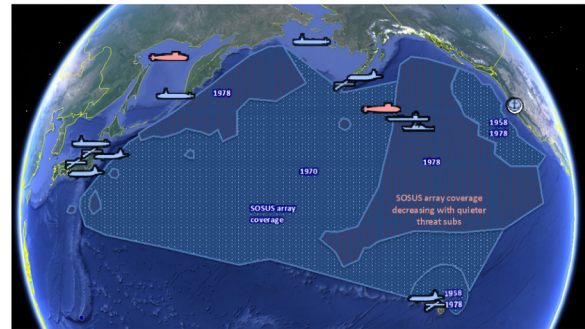 1978
1958
1978
1978
1970
SOSUS array coverage
decreasing with quieter
threat subs
SOSUS array
coverage
1958
1978